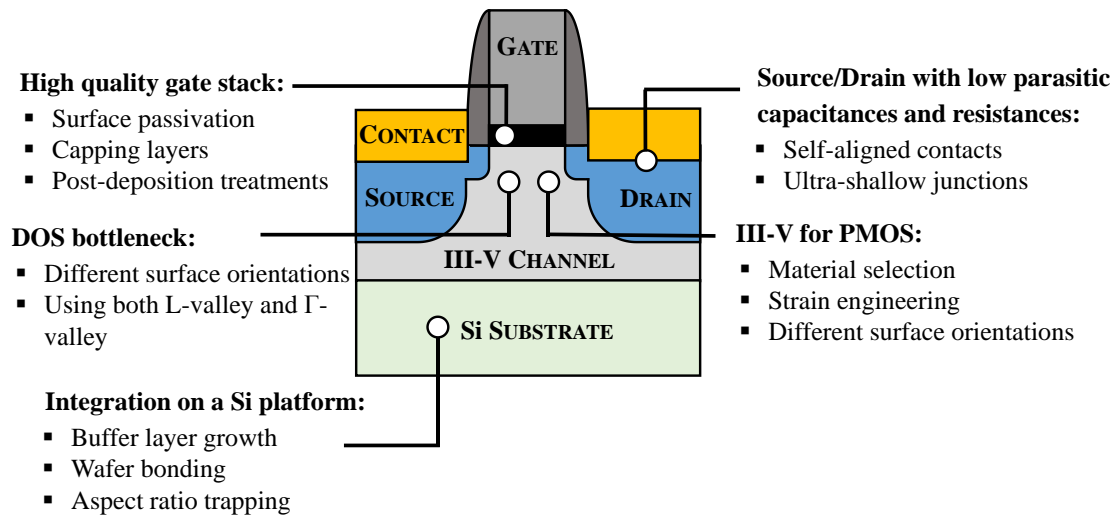 GATE
High quality gate stack:
▪ Surface passivation
▪ Capping layers
▪ Post-deposition treatments
Source/Drain with low parasitic
capacitances and resistances:
▪ Self-aligned contacts
▪ Ultra-shallow junctions
CONTACT
SOURCE
DRAIN
DOS bottleneck:
▪ Different surface orientations
▪ Using both L-valley and Γ-
valley
III-V for PMOS:
▪ Material selection
▪ Strain engineering
▪ Different surface orientations
III-V CHANNEL
Si SUBSTRATE
Integration on a Si platform:
▪ Buffer layer growth
▪ Wafer bonding
▪ Aspect ratio trapping